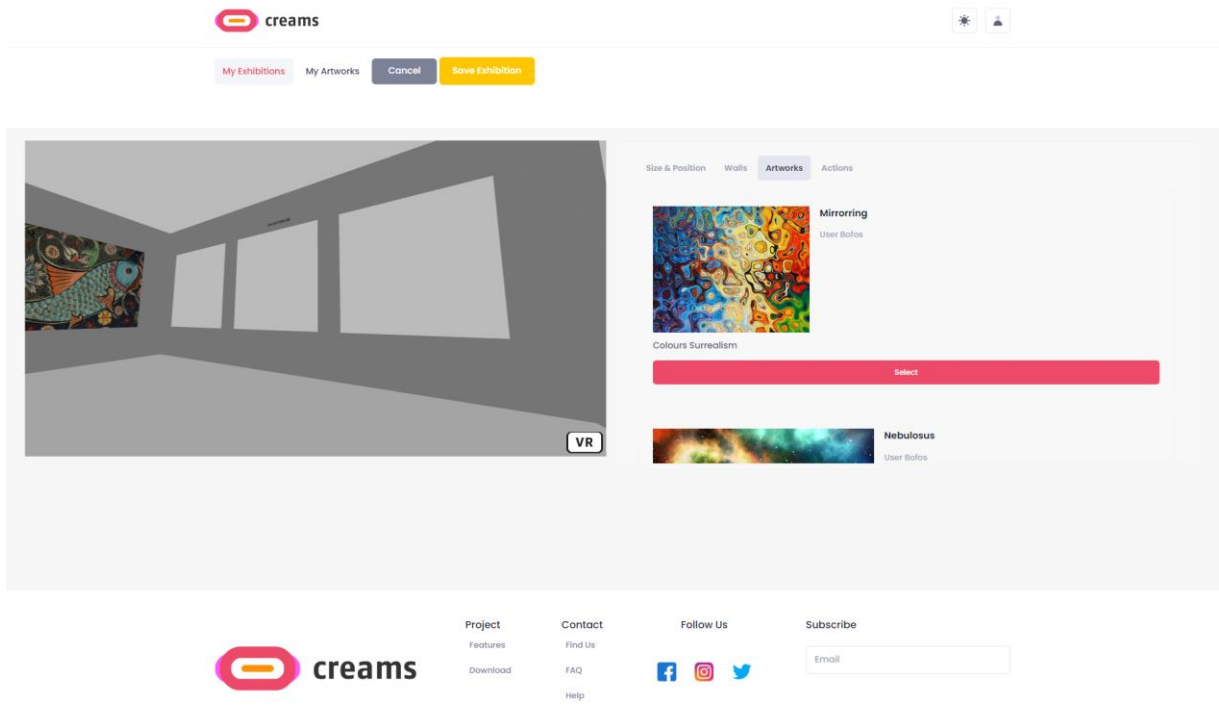 creams
My Exhibitions My Artworks Cancel Save Exhibition
Size & Position Walls Artworks Actions
Mirrorring
User Bofos
Colours Surrealism
Select
VR
Nebulosus
User Bofos
creams
Project Contact Follow Us Subscribe
Features Find Us
Email
Download FAQ
Help